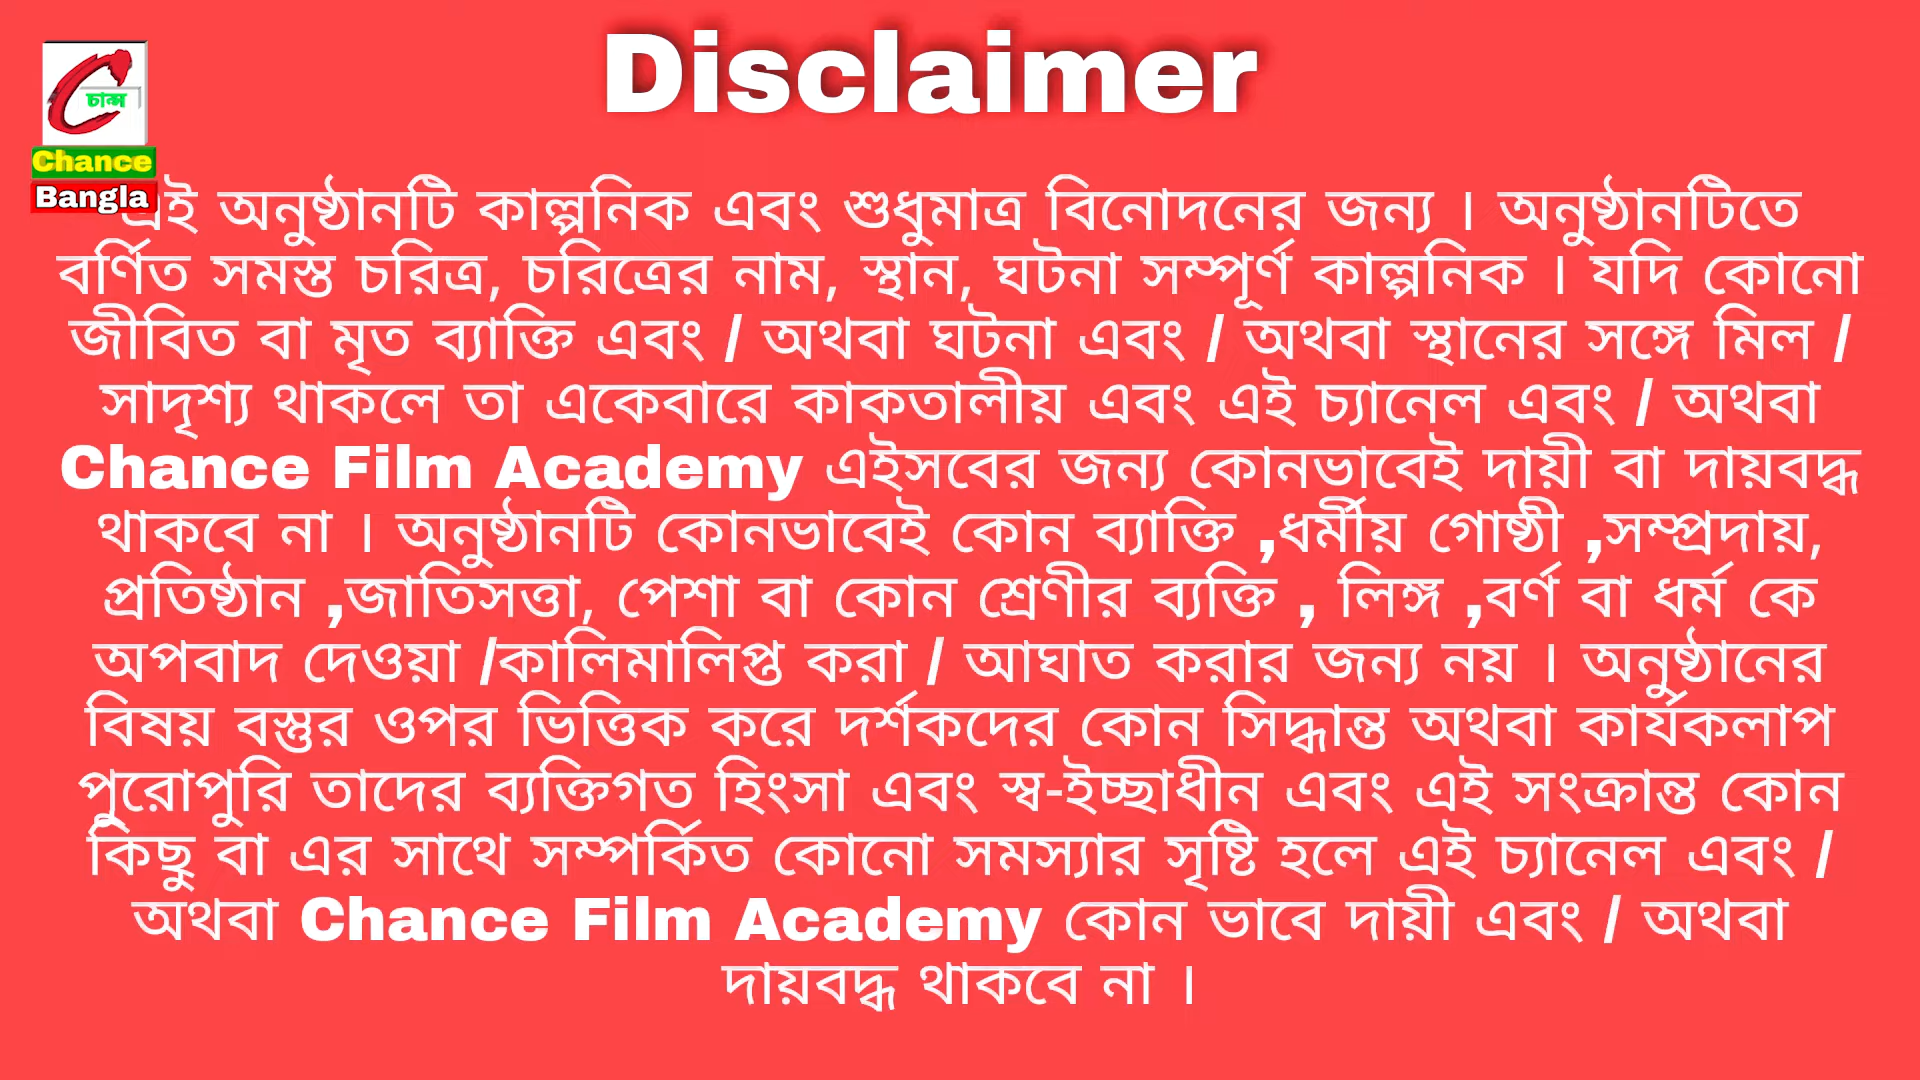 Disclaimer
চান্স
Chance
Bangla
এই অনুষ্ঠানটি কাল্পনিক এবং শুধুমাত্র বিনোদনের জন্য । অনুষ্ঠানটিতে
বর্ণিত সমস্ত চরিত্র, চরিত্রের নাম, স্থান, ঘটনা সম্পূর্ণ কাল্পনিক । যদি কোনো
জীবিত বা মৃত ব্যাক্তি এবং / অথবা ঘটনা এবং / অথবা স্থানের সঙ্গে মিল /
সাদৃশ্য থাকলে তা একেবারে কাকতালীয় এবং এই চ্যানেল এবং / অথবা
Chance Film Academy এইসবের জন্য কোনভাবেই দায়ী বা দায়বদ্ধ
থাকবে না । অনুষ্ঠানটি কোনভাবেই কোন ব্যাক্তি ,ধর্মীয় গোষ্ঠী ,সম্প্রদায়,
প্রতিষ্ঠান ,জাতিসত্তা, পেশা বা কোন শ্রেণীর ব্যক্তি , লিঙ্গ ,বর্ণ বা ধর্ম কে
অপবাদ দেওয়া /কালিমালিপ্ত করা / আঘাত করার জন্য নয় । অনুষ্ঠানের
বিষয় বস্তুর ওপর ভিত্তিক করে দর্শকদের কোন সিদ্ধান্ত অথবা কার্যকলাপ
পুরোপুরি তাদের ব্যক্তিগত হিংসা এবং স্ব-ইচ্ছাধীন এবং এই সংক্রান্ত কোন
কিছু বা এর সাথে সম্পর্কিত কোনো সমস্যার সৃষ্টি হলে এই চ্যানেল এবং /
অথবা Chance Film Academy কোন ভাবে দায়ী এবং / অথবা
দায়বদ্ধ থাকবে না ।